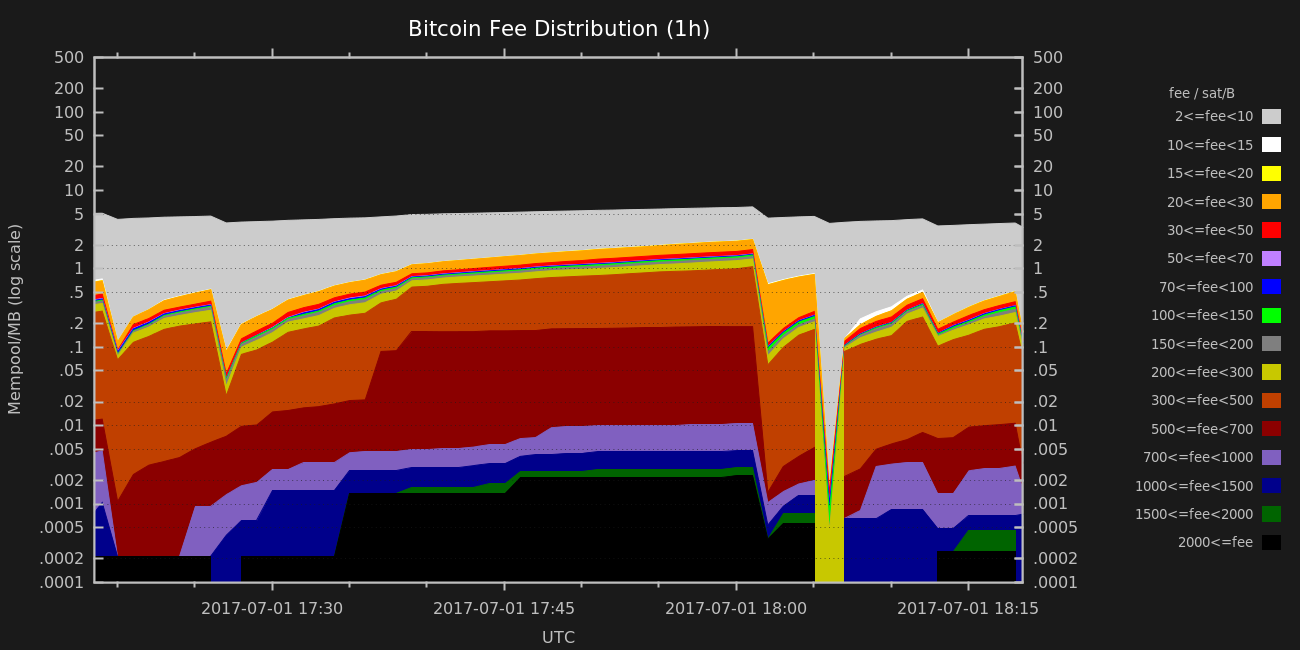 Bitcoin Fee Distribution (1h)
500 500
200 200
100 100
50 50
20 20
10 10
5 5
2 2
1 1
.5 .5
.2 .2
.1 .1
.05 .05
.02 .02
.01 .01
.005 .005
.002 .002
.001 .001
.0005 .0005
.0002 .0002
.0001 .0001
Mempool/MB (log scale)
2017-07-01 17:30 2017-07-01 17:45 2017-07-01 18:00 2017-07-01 18:15
UTC
fee / sat/B
2<=fee<10
10<=fee<15
15<=fee<20
20<=fee<30
30<=fee<50
50<=fee<70
70<=fee<100
100<=fee<150
150<=fee<200
200<=fee<300
300<=fee<500
500<=fee<700
700<=fee<1000
1000<=fee<1500
1500<=fee<2000
2000<=fee